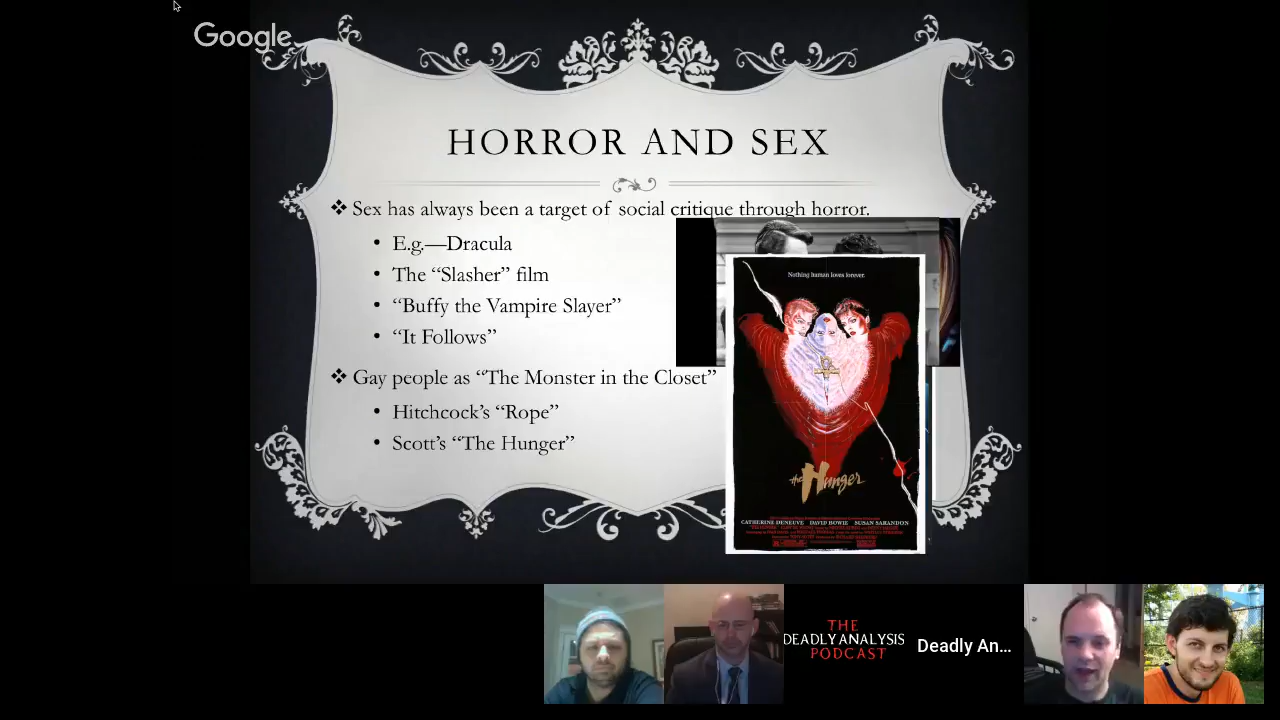 Google
HORROR AND SEX
❖ Sex has always been a target of social critique through horror.
• E.g.—Dracula
• The “Slasher” film
• “Buffy the Vampire Slayer”
• “It Follows”
❖ Gay people as “The Monster in the Closet”
• Hitchcock’s “Rope”
• Scott’s “The Hunger”
Nothing human loves forever.
the Hunger
CATHERINE DENEUVE DAVID BOWIE SUSAN SARANDON
THE
DEADLY ANALYSIS
PODCAST
Deadly An...